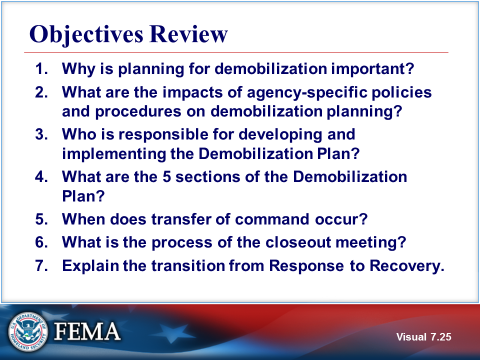 Objectives Review
1. Why is planning for demobilization important?
2. What are the impacts of agency-specific policies
and procedures on demobilization planning?
3. Who is responsible for developing and
implementing the Demobilization Plan?
4. What are the 5 sections of the Demobilization
Plan?
5. When does transfer of command occur?
6. What is the process of the closeout meeting?
7. Explain the transition from Response to Recovery.
FEMA
Visual 7.25